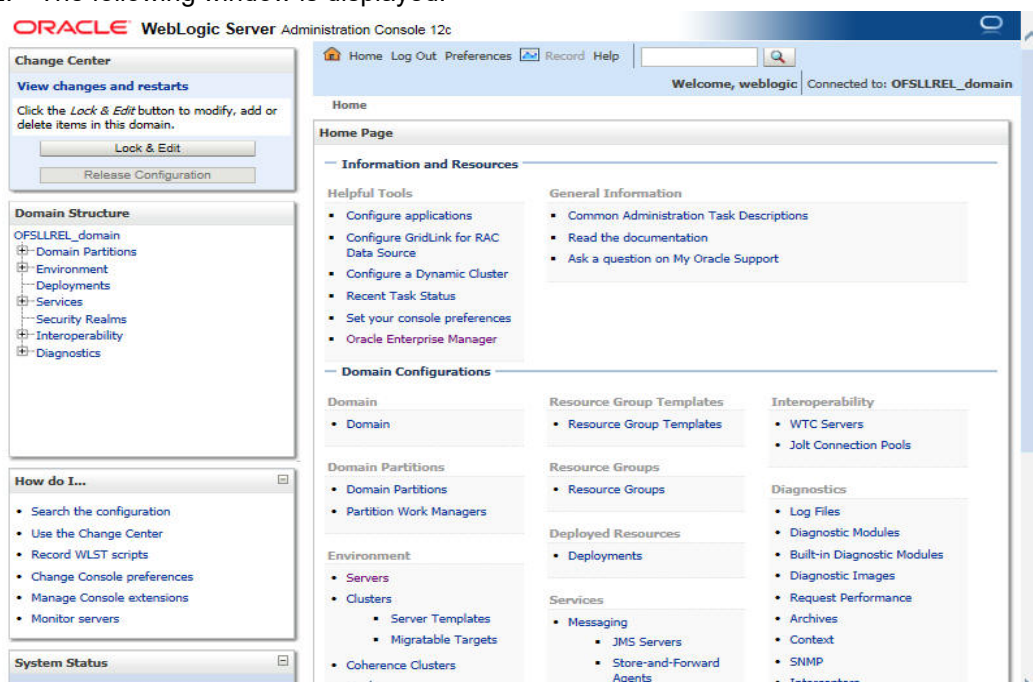 The following window is displayed.
ORACLE WebLogic Server Administration Console 12c
Change Center
View changes and restarts
Click the Lock & Edit button to modify, add or
delete items in this domain.
Lock & Edit
Release Configuration
Domain Structure
OFSLLREL_domain
Domain Partitions
Environment
Deployments
Services
Security Realms
Interoperability
Diagnostics
How do I...
Search the configuration
Use the Change Center
Record WLST scripts
Change Console preferences
Manage Console extensions
Monitor servers
System Status
Home Log Out Preferences Record Help
Welcome, weblogic Connected to: OFSLLREL_domain
Home
Home Page
Information and Resources
Helpful Tools
Configure applications
Configure GridLink for RAC
Data Source
Configure a Dynamic Cluster
Recent Task Status
Set your console preferences
Oracle Enterprise Manager
General Information
Common Administration Task Descriptions
Read the documentation
Ask a question on My Oracle Support
Domain Configurations
Domain
Domain
Domain Partitions
Domain Partitions
Partition Work Managers
Environment
Servers
Clusters
Server Templates
Migratable Targets
Coherence Clusters
Resource Group Templates
Resource Group Templates
Resource Groups
Resource Groups
Deployed Resources
Deployments
Services
Messaging
JMS Servers
Store-and-Forward
Agents
Interoperability
WTC Servers
Jolt Connection Pools
Diagnostics
Log Files
Diagnostic Modules
Built-in Diagnostic Modules
Diagnostic Images
Request Performance
Archives
Context
SNMP
Interceptors